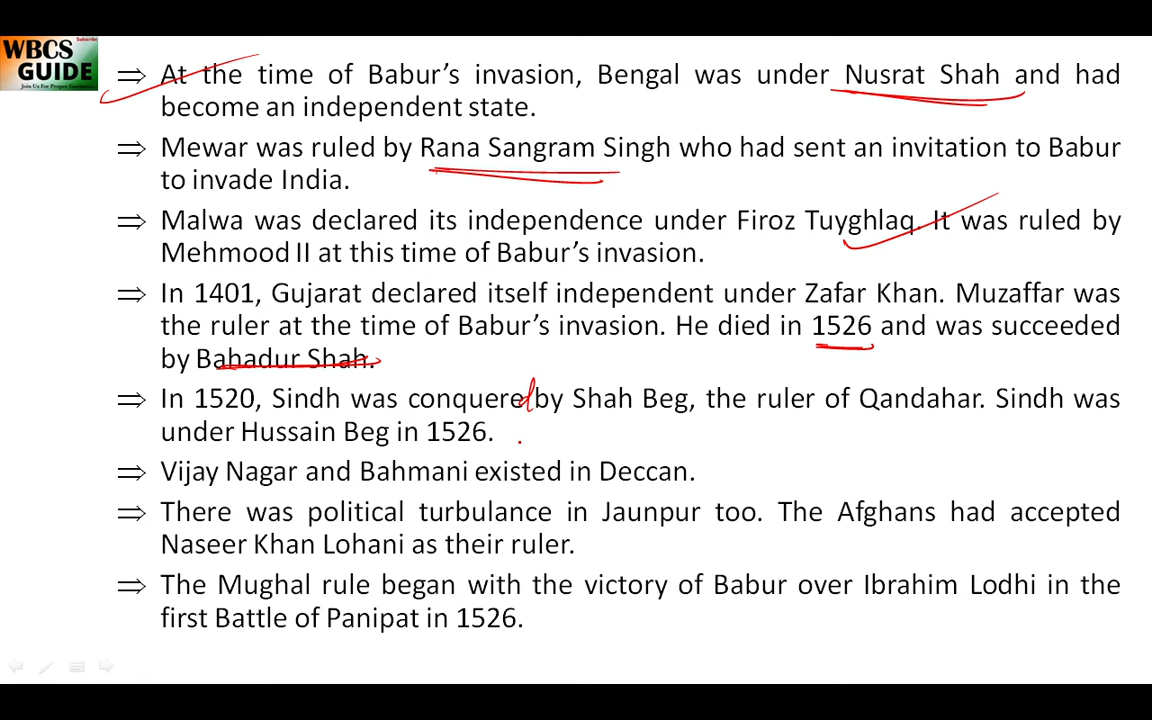 Subscribe
WBCS
GUIDE
Join Us For Proper Guidance
⇒ At the time of Babur's invasion, Bengal was under Nusrat Shah and had
become an independent state.
⇒ Mewar was ruled by Rana Sangram Singh who had sent an invitation to Babur
to invade India.
⇒ Malwa was declared its independence under Firoz Tuyghlaq. It was ruled by
Mehmood II at this time of Babur's invasion.
⇒ In 1401, Gujarat declared itself independent under Zafar Khan. Muzaffar was
the ruler at the time of Babur's invasion. He died in 1526 and was succeeded
by Bahadur Shah.
⇒ In 1520, Sindh was conquered by Shah Beg, the ruler of Qandahar. Sindh was
under Hussain Beg in 1526.
⇒ Vijay Nagar and Bahmani existed in Deccan.
⇒ There was political turbulance in Jaunpur too. The Afghans had accepted
Naseer Khan Lohani as their ruler.
⇒ The Mughal rule began with the victory of Babur over Ibrahim Lodhi in the
first Battle of Panipat in 1526.